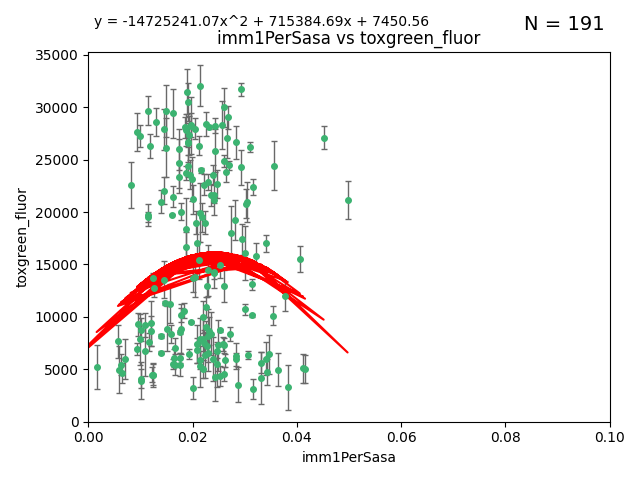 y = -14725241.07x^2 + 715384.69x + 7450.56
N = 191
imm1PerSasa vs toxgreen_fluor
35000
30000
25000
20000
15000
10000
5000
0
toxgreen_fluor
0.00 0.02 0.04 0.06 0.08 0.10
imm1PerSasa